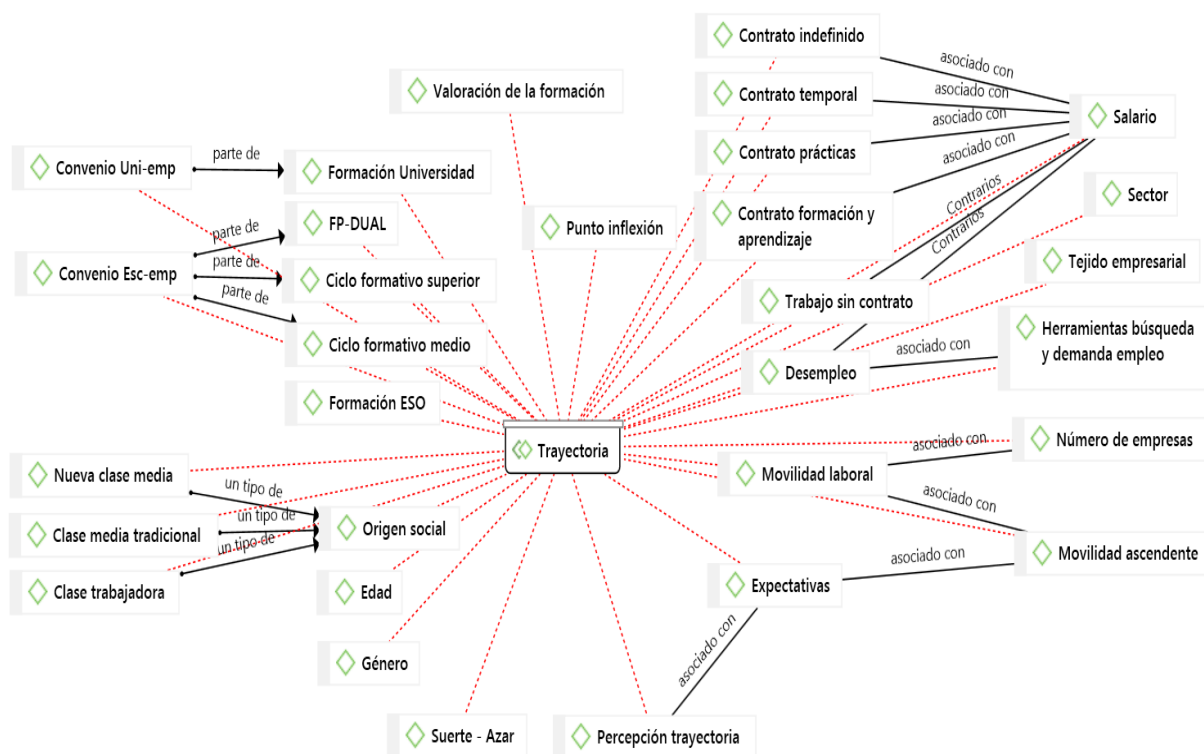 Contrato indefinido
asociado con
Valoración de la formación
Contrato temporal
asociado con
Salario
asociado con
Contrato prácticas
asociado con
Convenio Uni-emp
parte de
Formación Universidad
Contrarios
Sector
FP-DUAL
parte de
Punto inflexión
Contrato formación y
aprendizaje
Contrarios
Convenio Esc-emp
parte de
Ciclo formativo superior
Tejido empresarial
parte de
Trabajo sin contrato
Herramientas búsqueda
y demanda empleo
Ciclo formativo medio
asociado con
Desempleo
Formación ESO
Trayectoria
asociado con
Número de empresas
Nueva clase media
un tipo de
Movilidad laboral
asociado con
Clase media tradicional
un tipo de
Origen social
un tipo de
asociado con
Movilidad ascendente
Clase trabajadora
Edad
Expectativas
asociado con
Género
Suerte - Azar
Percepción trayectoria